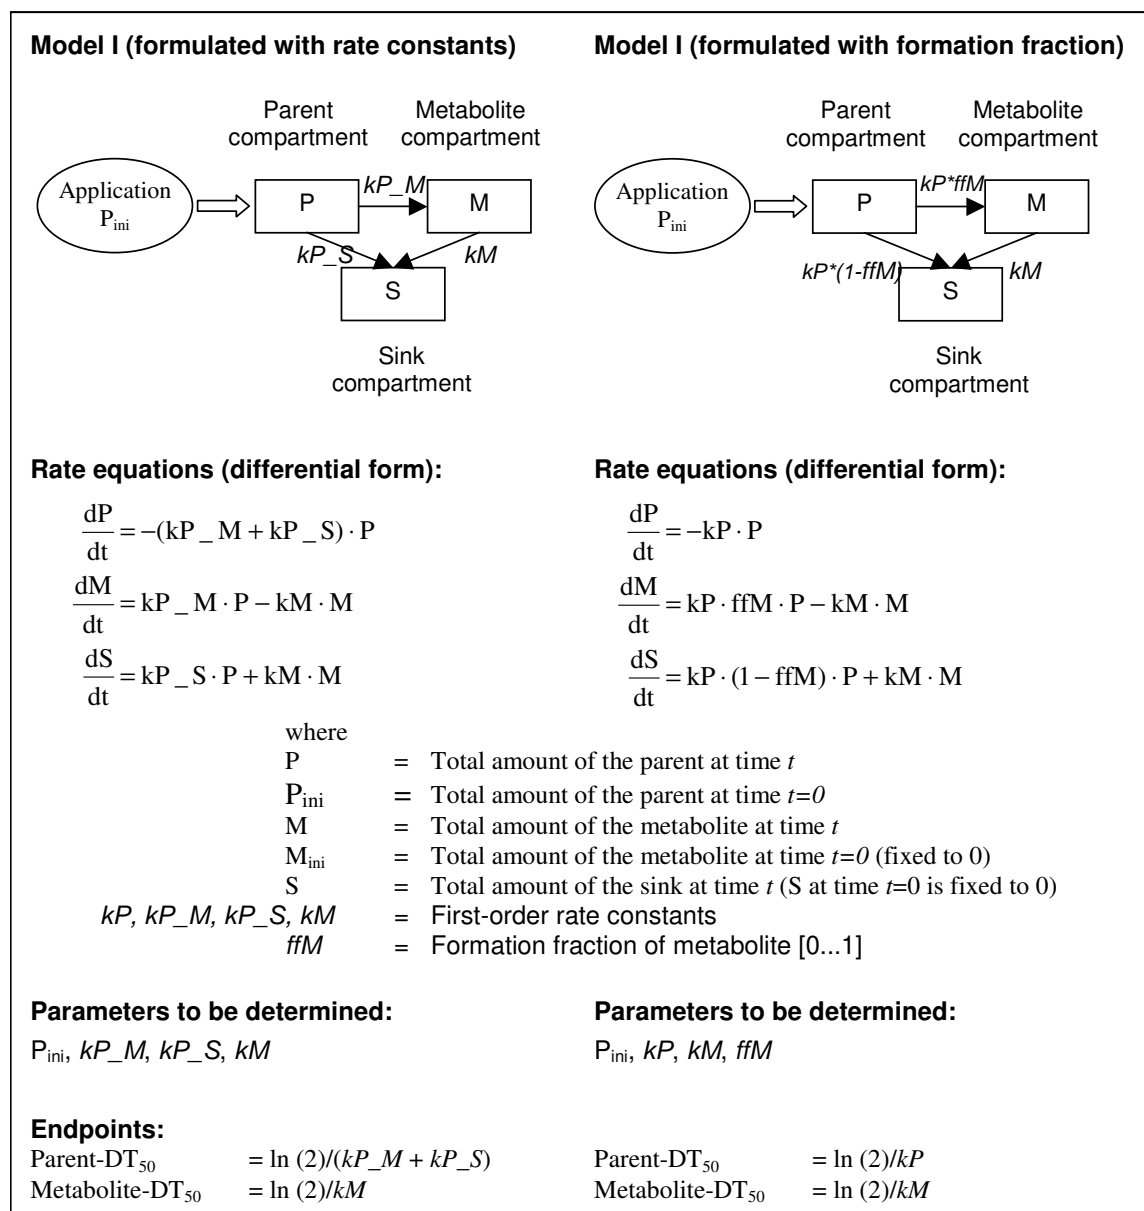 Model I (formulated with rate constants)
Parent compartment
Metabolite compartment
Application P_ini
P
kP_M
M
kP_S
kM
S
Sink compartment
Model I (formulated with formation fraction)
Parent compartment
Metabolite compartment
Application P_ini
P
kP*ffM
M
kP*(1-ffM)
kM
S
Sink compartment
Rate equations (differential form):
dP/dt = −(kP_M + kP_S) · P
dM/dt = kP_M · P − kM · M
dS/dt = kP_S · P + kM · M
Rate equations (differential form):
dP/dt = −kP · P
dM/dt = kP · ffM · P − kM · M
dS/dt = kP · (1 − ffM) · P + kM · M
where
P = Total amount of the parent at time t
P_ini = Total amount of the parent at time t=0
M = Total amount of the metabolite at time t
M_ini = Total amount of the metabolite at time t=0 (fixed to 0)
S = Total amount of the sink at time t (S at time t=0 is fixed to 0)
kP, kP_M, kP_S, kM = First-order rate constants
ffM = Formation fraction of metabolite [0...1]
Parameters to be determined:
P_ini, kP_M, kP_S, kM
Parameters to be determined:
P_ini, kP, kM, ffM
Endpoints:
Parent-DT50 = ln (2)/(kP_M + kP_S)
Metabolite-DT50 = ln (2)/kM
Parent-DT50 = ln (2)/kP
Metabolite-DT50 = ln (2)/kM